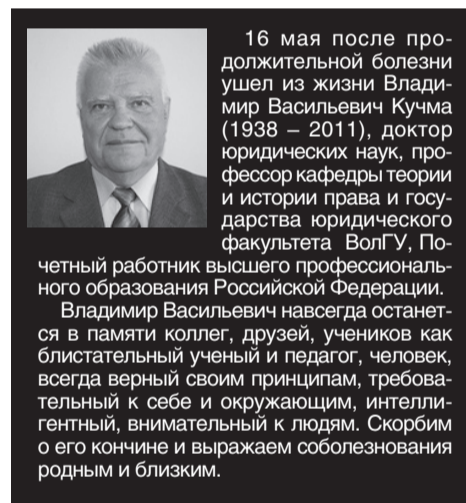 16 мая после про-
должительной болезни
ушел из жизни Влади-
мир Васильевич Кучма
(1938 – 2011), доктор
юридических наук, про-
фессор кафедры теории
и истории права и госу-
дарства юридического
факультета ВолГУ, По-
четный работник высшего профессиональ-
ного образования Российской Федерации.
Владимир Васильевич навсегда останет-
ся в памяти коллег, друзей, учеников как
блистательный ученый и педагог, человек,
всегда верный своим принципам, требова-
тельный к себе и окружающим, интелли-
гентный, внимательный к людям. Скорбим
о его кончине и выражаем соболезнования
родным и близким.